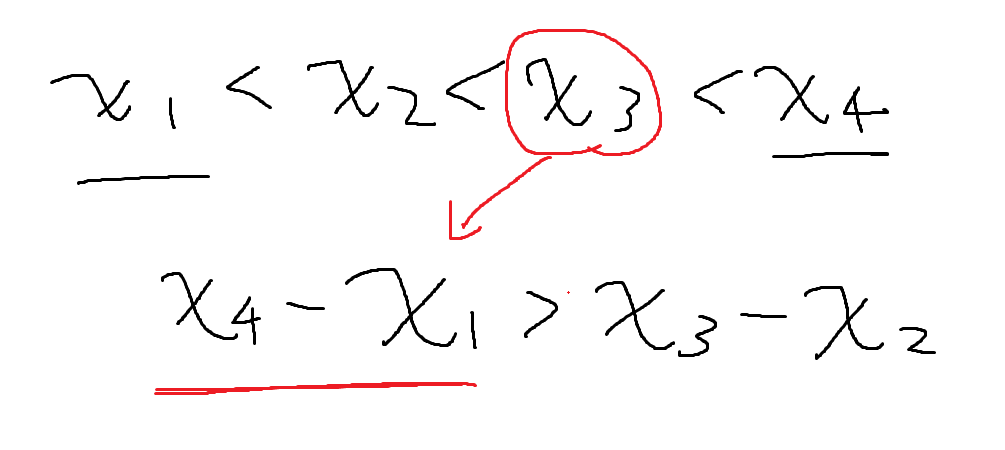 x₁ < x₂ < x₃ < x₄
x₄ - x₁ > x₃ - x₂